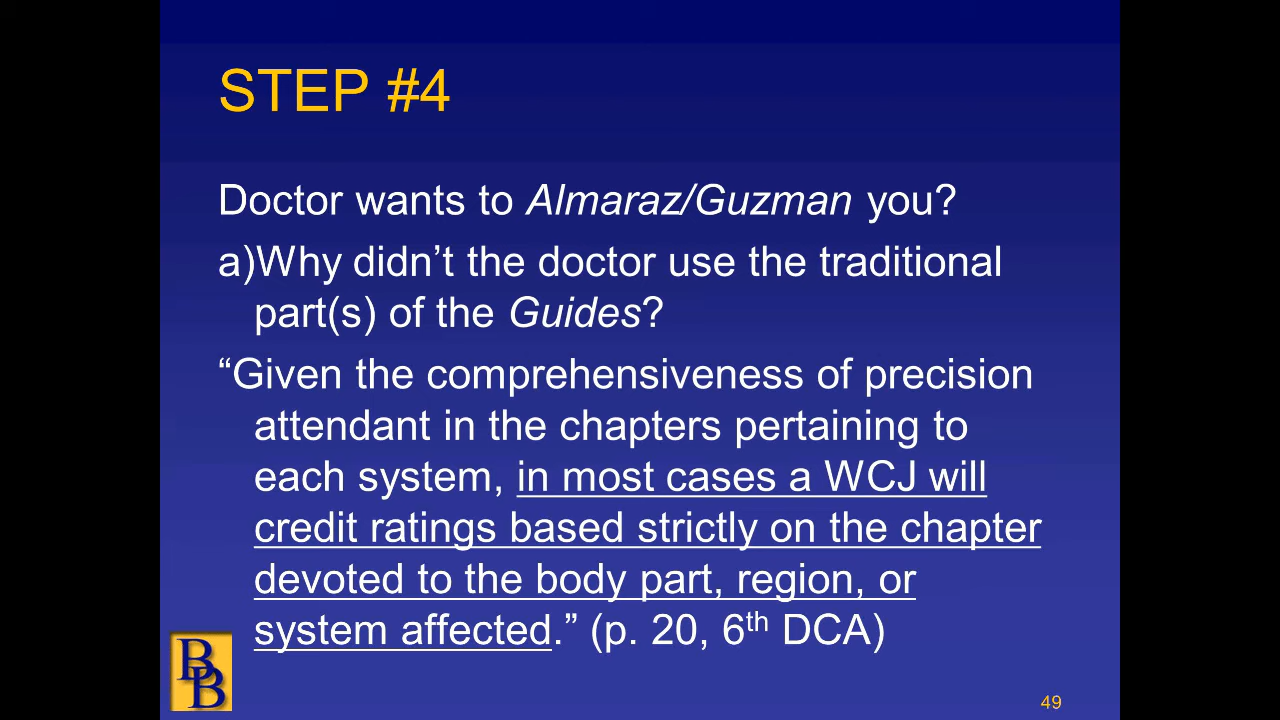 STEP #4
Doctor wants to Almaraz/Guzman you?
a)Why didn’t the doctor use the traditional
part(s) of the Guides?
“Given the comprehensiveness of precision
attendant in the chapters pertaining to
each system, in most cases a WCJ will
credit ratings based strictly on the chapter
devoted to the body part, region, or
system affected.” (p. 20, 6th DCA)
BB
49